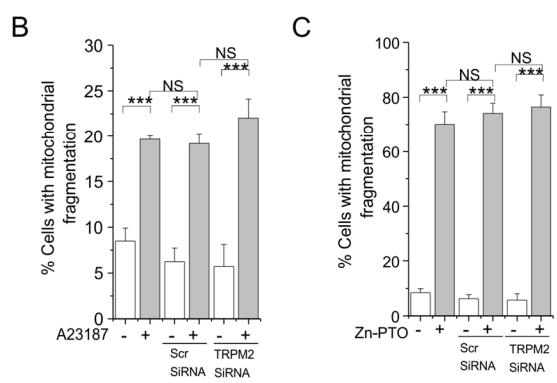 B
30
25
20
15
10
5
0
% Cells with mitochondrial
fragmentation
NS
NS
***
***
***
A23187 - + - + - +
Scr
SiRNA
TRPM2
SiRNA
C
100
80
60
40
20
0
% Cells with mitochondrial
fragmentation
NS
NS
***
***
***
Zn-PTO - + - + - +
Scr
SiRNA
TRPM2
SiRNA